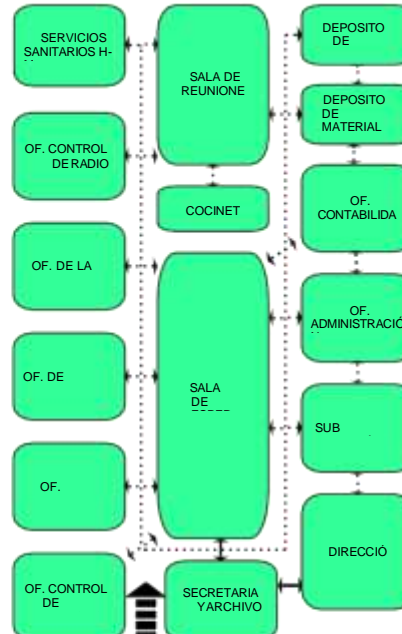 SERVICIOS
SANITARIOS H-
OF. CONTROL
DE RADIO
OF. DE LA
OF. DE
OF.
OF. CONTROL
DE
SALA DE
REUNIONE
COCINET
SALA
DE
SECRETARIA
YARCHIVO
DEPOSITO
DE
DEPOSITO
DE
MATERIAL
OF.
CONTABILIDA
OF.
ADMINISTRACIÓ
SUB
DIRECCIÓ